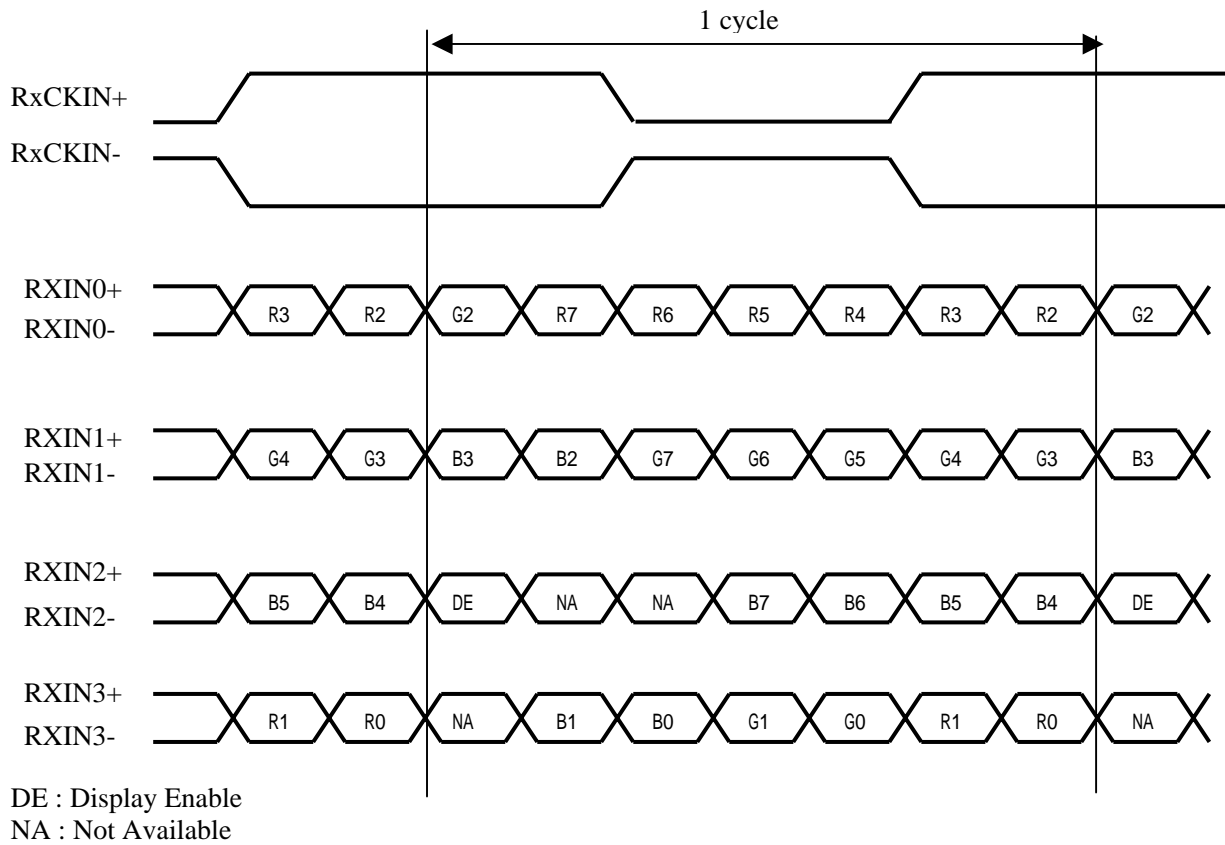 1 cycle
RxCKIN+
RxCKIN-
RXIN0+
R3 R2 G2 R7 R6 R5 R4 R3 R2 G2
RXIN0-
RXIN1+
G4 G3 B3 B2 G7 G6 G5 G4 G3 B3
RXIN1-
RXIN2+
B5 B4 DE NA NA B7 B6 B5 B4 DE
RXIN2-
RXIN3+
R1 R0 NA B1 B0 G1 G0 R1 R0 NA
RXIN3-
DE : Display Enable
NA : Not Available